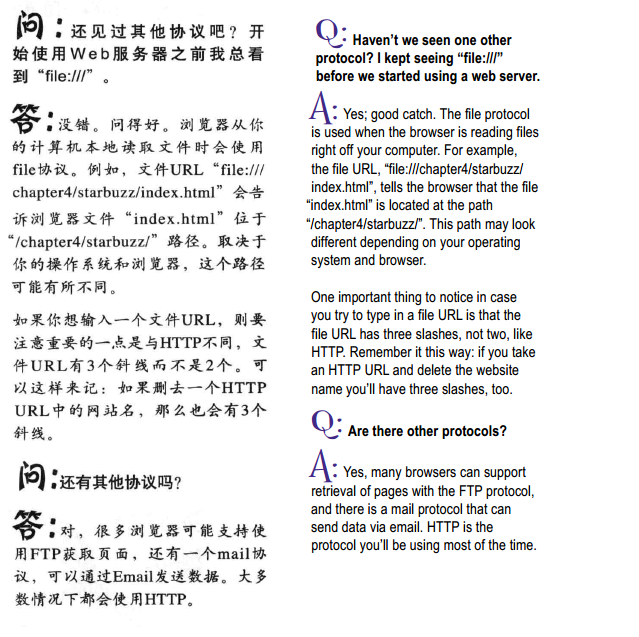 问：还见过其他协议吧？开
始使用Web服务器之前我总看
到“file:///”。
答：没错。问得好。浏览器从你
的计算机本地读取文件时会使用
file协议。例如，文件URL“file:///
chapter4/starbuzz/index.html”会告
诉浏览器文件“index.html”位于
“/chapter4/starbuzz/”路径。取决于
你的操作系统和浏览器，这个路径
可能有所不同。
如果你想输入一个文件URL，则要
注意重要的一点是与HTTP不同，文
件URL有3个斜线而不是2个。可
以这样来记：如果删去一个HTTP
URL中的网站名，那么也会有3个
斜线。
问：还有其他协议吗？
答：对，很多浏览器可能支持使
用FTP获取页面，还有一个mail协
议，可以通过Email发送数据。大多
数情况下都会使用HTTP。
Q: Haven’t we seen one other
protocol? I kept seeing “file:///”
before we started using a web server.
A: Yes; good catch. The file protocol
is used when the browser is reading files
right off your computer. For example,
the file URL, “file:///chapter4/starbuzz/
index.html”, tells the browser that the file
“index.html” is located at the path
“/chapter4/starbuzz/”. This path may look
different depending on your operating
system and browser.
One important thing to notice in case
you try to type in a file URL is that the
file URL has three slashes, not two, like
HTTP. Remember it this way: if you take
an HTTP URL and delete the website
name you’ll have three slashes, too.
Q: Are there other protocols?
A: Yes, many browsers can support
retrieval of pages with the FTP protocol,
and there is a mail protocol that can
send data via email. HTTP is the
protocol you’ll be using most of the time.